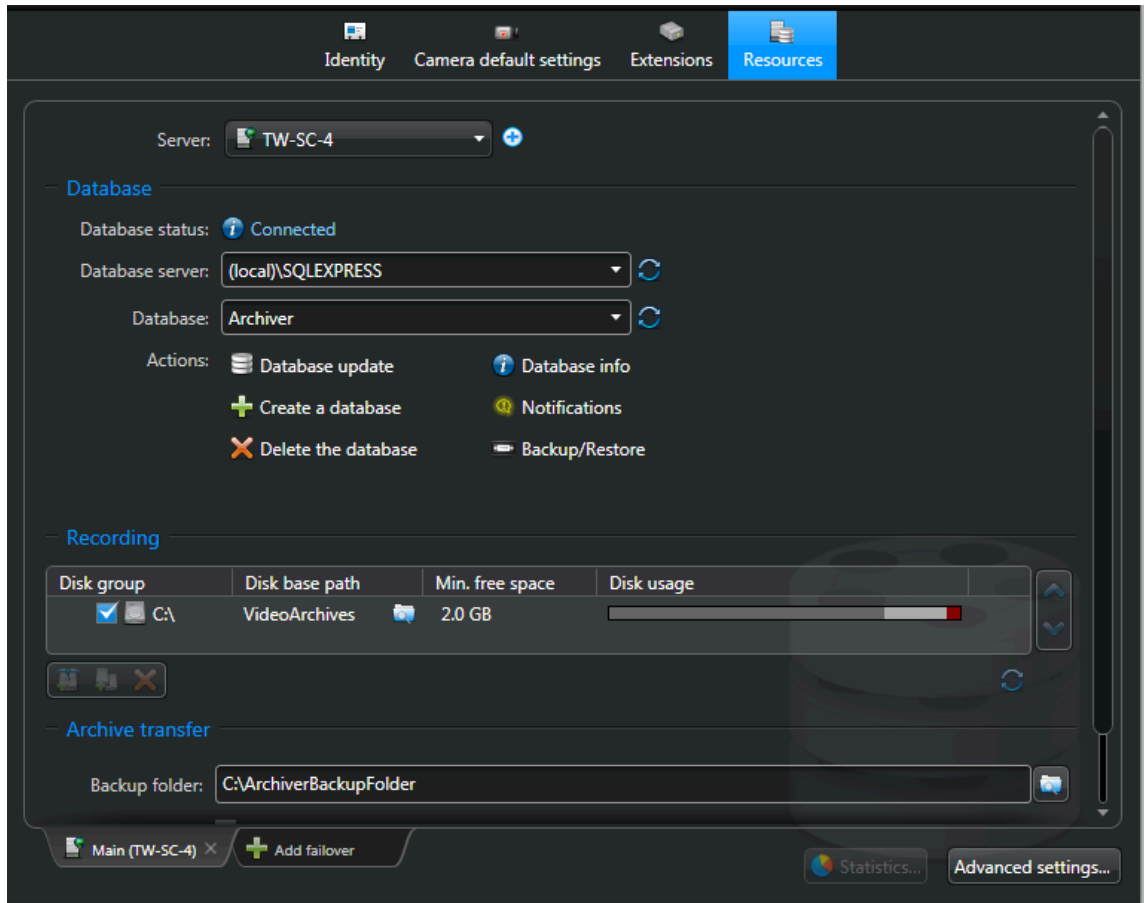 Identity Camera default settings Extensions Resources
Server: TW-SC-4
Database
Database status: Connected
Database server: (local)\SQLEXPRESS
Database: Archiver
Actions: Database update Database info
Create a database Notifications
Delete the database Backup/Restore
Recording
Disk group Disk base path Min. free space Disk usage
C:\ VideoArchives 2.0 GB
Archive transfer
Backup folder: C:\ArchiverBackupFolder
Main (TW-SC-4) Add failover
Statistics... Advanced settings...